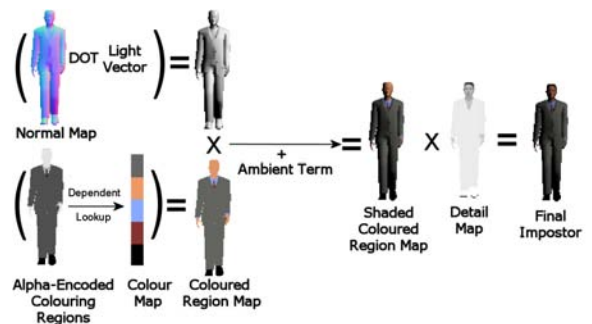 ( DOT Light Vector ) =
Normal Map
X
+
Ambient Term
= X =
( Dependent Lookup ) =
Alpha-Encoded Colouring Regions
Colour Map
Coloured Region Map
Shaded Coloured Region Map
Detail Map
Final Impostor